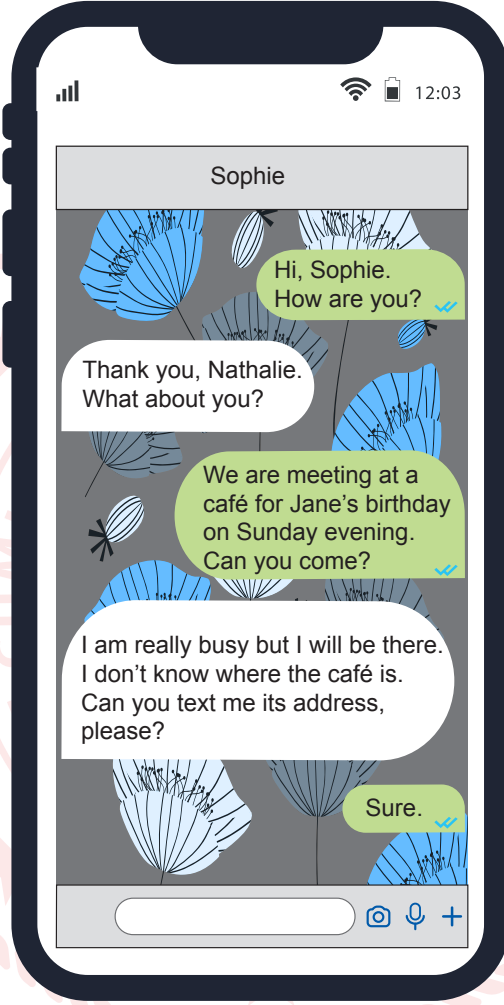 12:03
Sophie
Hi, Sophie.
How are you?
Thank you, Nathalie.
What about you?
We are meeting at a
café for Jane’s birthday
on Sunday evening.
Can you come?
I am really busy but I will be there.
I don’t know where the café is.
Can you text me its address,
please?
Sure.